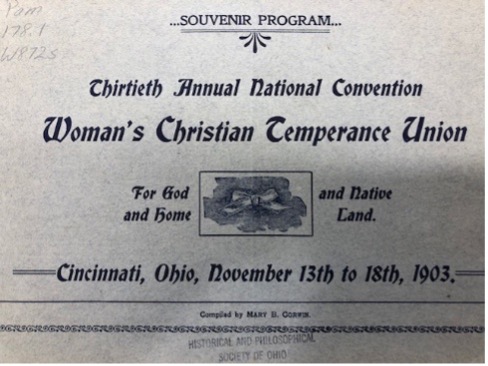 Pam
178.1
W872s
...SOUVENIR PROGRAM...
Thirtieth Annual National Convention
Woman's Christian Temperance Union
For God and Native
and Home Land.
Cincinnati, Ohio, November 13th to 18th, 1903.
Compiled by MARY B. CORWIN.
HISTORICAL AND PHILOSOPHICAL
SOCIETY OF OHIO